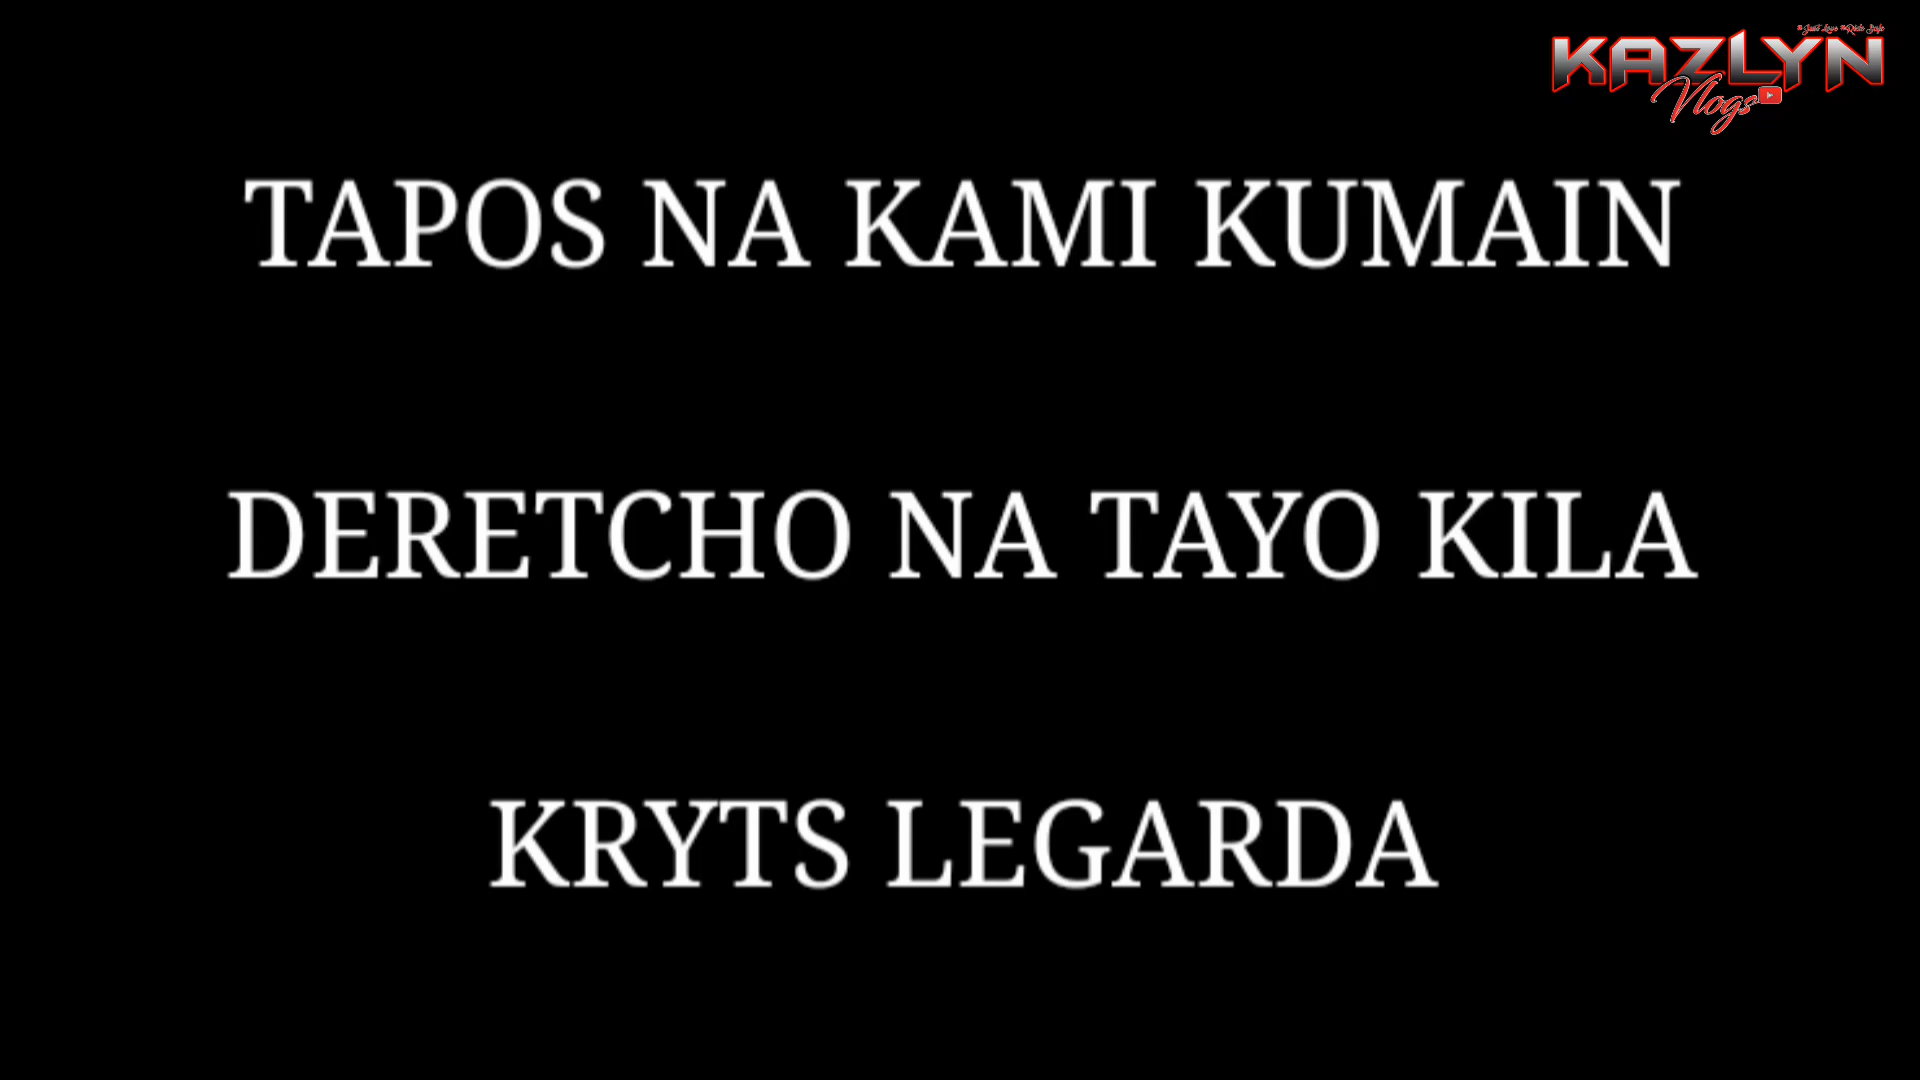 KAZLYN
Vlogs
TAPOS NA KAMI KUMAIN
DERETCHO NA TAYO KILA
KRYTS LEGARDA